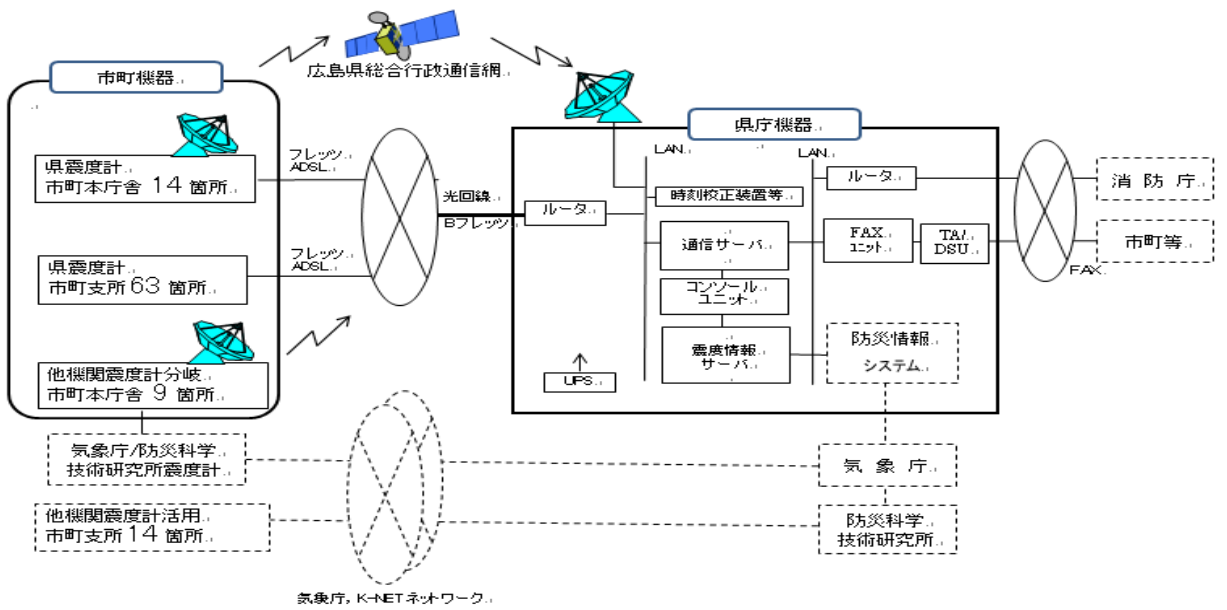 広島県総合行政通信網
市町機器
県庁機器
県震度計
市町本庁舎 14 箇所
フレッツ
ADSL
県震度計
市町支所 63 箇所
フレッツ
ADSL
他機関震度計分岐
市町本庁舎 9 箇所
光回線
Bフレッツ
ルータ
LAN
LAN
時刻校正装置等
通信サーバ
コンソール
ユニット
震度情報
サーバ
UPS
ルータ
FAX
ユニット
TA/
DSU
防災情報
システム
消防庁
市町等
FAX
気象庁/防災科学
技術研究所震度計
気象庁
他機関震度計活用
市町支所 14 箇所
防災科学
技術研究所
気象庁，K-NETネットワーク